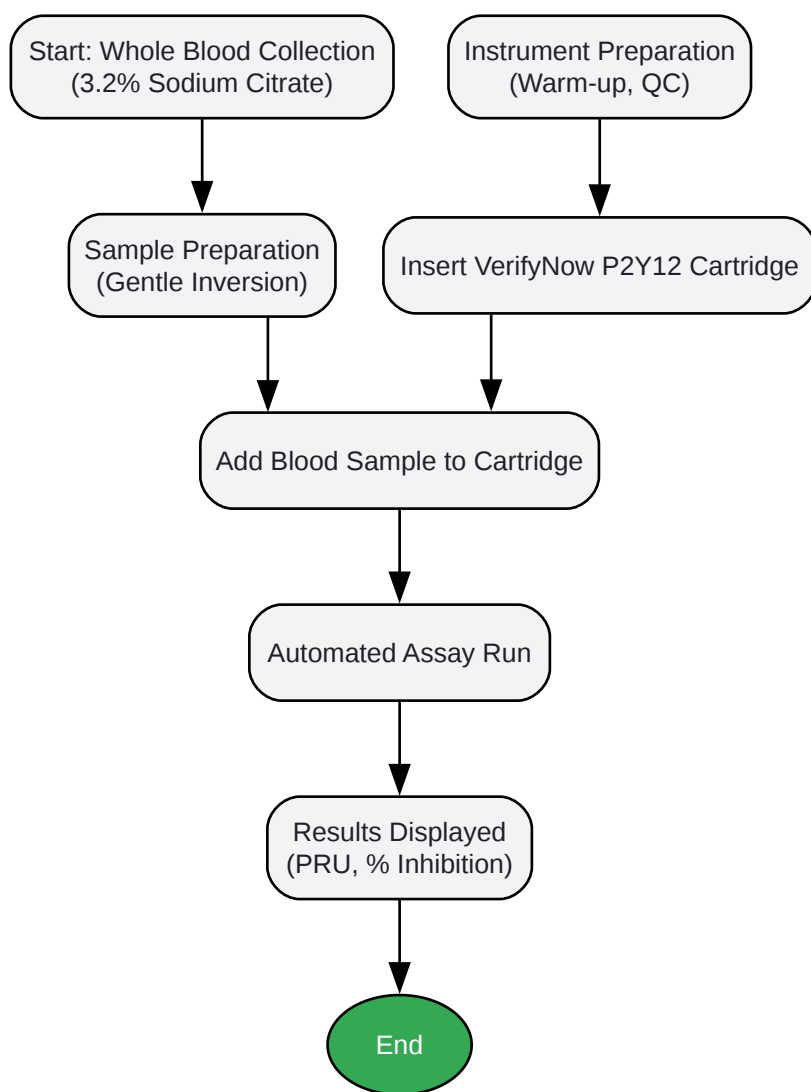 Start: Whole Blood Collection
(3.2% Sodium Citrate)
Instrument Preparation
(Warm-up, QC)
Sample Preparation
(Gentle Inversion)
Insert VerifyNow P2Y12 Cartridge
Add Blood Sample to Cartridge
Automated Assay Run
Results Displayed
(PRU, % Inhibition)
End